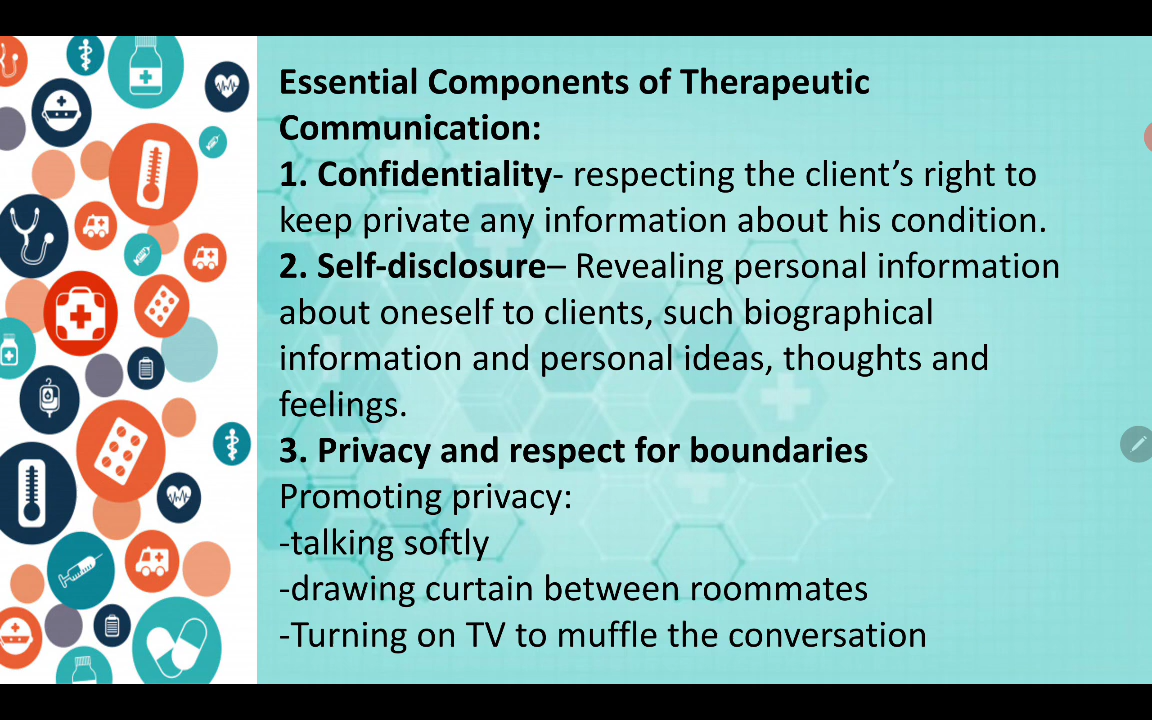 Essential Components of Therapeutic
Communication:
1. Confidentiality- respecting the client’s right to
keep private any information about his condition.
2. Self-disclosure– Revealing personal information
about oneself to clients, such biographical
information and personal ideas, thoughts and
feelings.
3. Privacy and respect for boundaries
Promoting privacy:
-talking softly
-drawing curtain between roommates
-Turning on TV to muffle the conversation